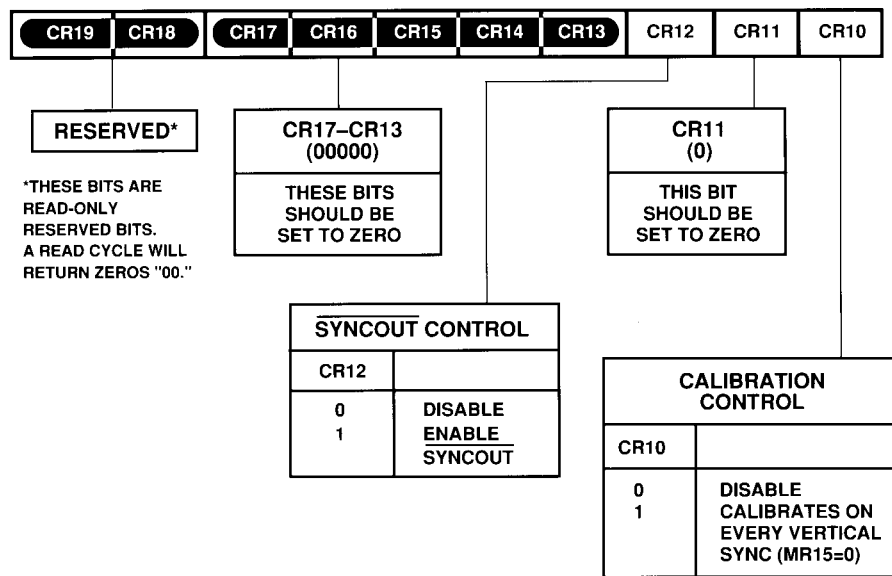 CR19 CR18 CR17 CR16 CR15 CR14 CR13 CR12 CR11 CR10
RESERVED*
*THESE BITS ARE
READ-ONLY
RESERVED BITS.
A READ CYCLE WILL
RETURN ZEROS "00."
CR17–CR13
(00000)
THESE BITS
SHOULD BE
SET TO ZERO
CR11
(0)
THIS BIT
SHOULD BE
SET TO ZERO
SYNCOUT CONTROL
CR12
0 DISABLE
1 ENABLE
SYNCOUT
CALIBRATION
CONTROL
CR10
0 DISABLE
1 CALIBRATES ON
EVERY VERTICAL
SYNC (MR15=0)